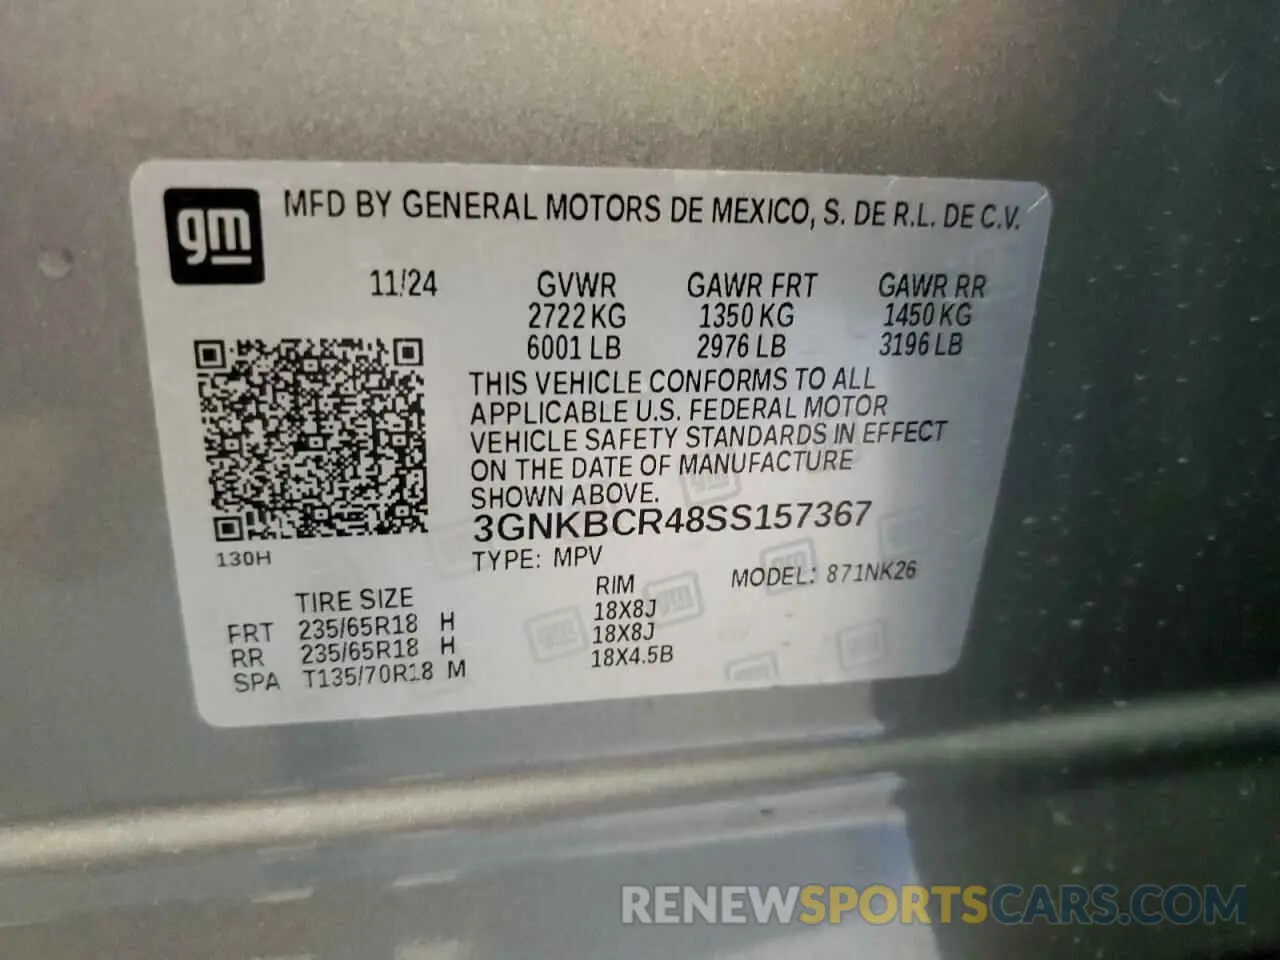 gm
MFD BY GENERAL MOTORS DE MEXICO, S. DE R.L. DE C.V.
11/24 GVWR GAWR FRT GAWR RR
2722 KG 1350 KG 1450 KG
6001 LB 2976 LB 3196 LB
THIS VEHICLE CONFORMS TO ALL
APPLICABLE U.S. FEDERAL MOTOR
VEHICLE SAFETY STANDARDS IN EFFECT
ON THE DATE OF MANUFACTURE
SHOWN ABOVE.
3GNKBCR48SS157367
130H
TYPE: MPV MODEL: 871NK26
TIRE SIZE RIM
FRT 235/65R18 H 18X8J
RR 235/65R18 H 18X8J
SPA T135/70R18 M 18X4.5B
RENEWSPORTSCARS.COM